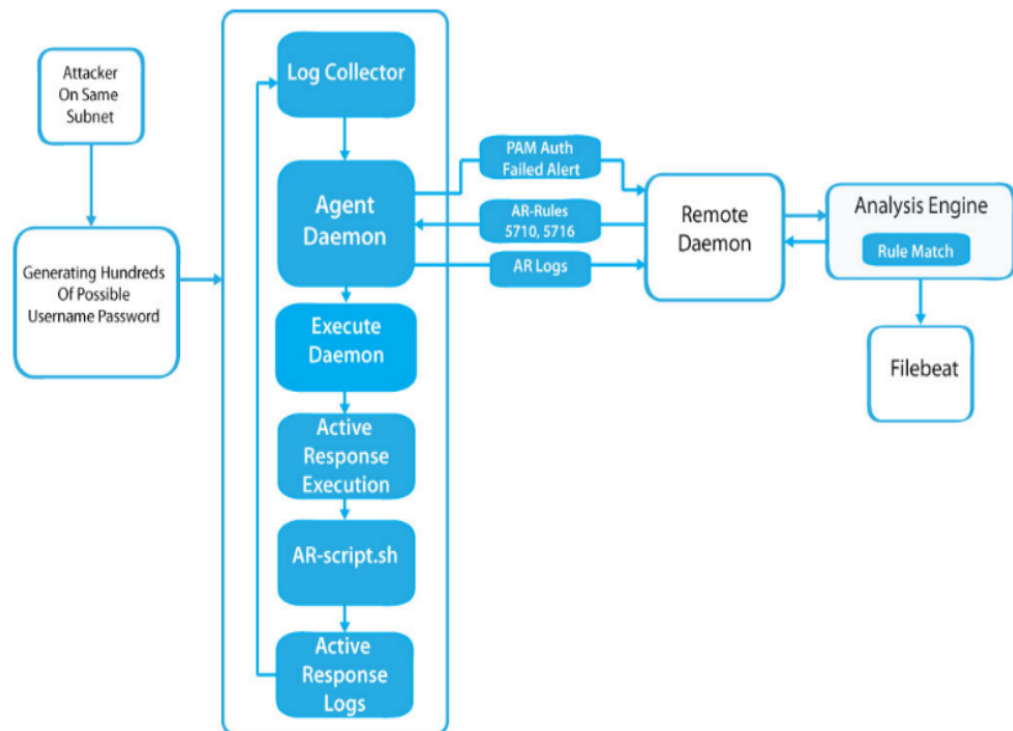 Attacker
On Same
Subnet
Generating Hundreds
Of Possible
Username Password
Log Collector
Agent
Daemon
Execute
Daemon
Active
Response
Execution
AR-script.sh
Active
Response
Logs
PAM Auth
Failed Alert
AR-Rules
5710, 5716
AR Logs
Remote
Daemon
Analysis Engine
Rule Match
Filebeat